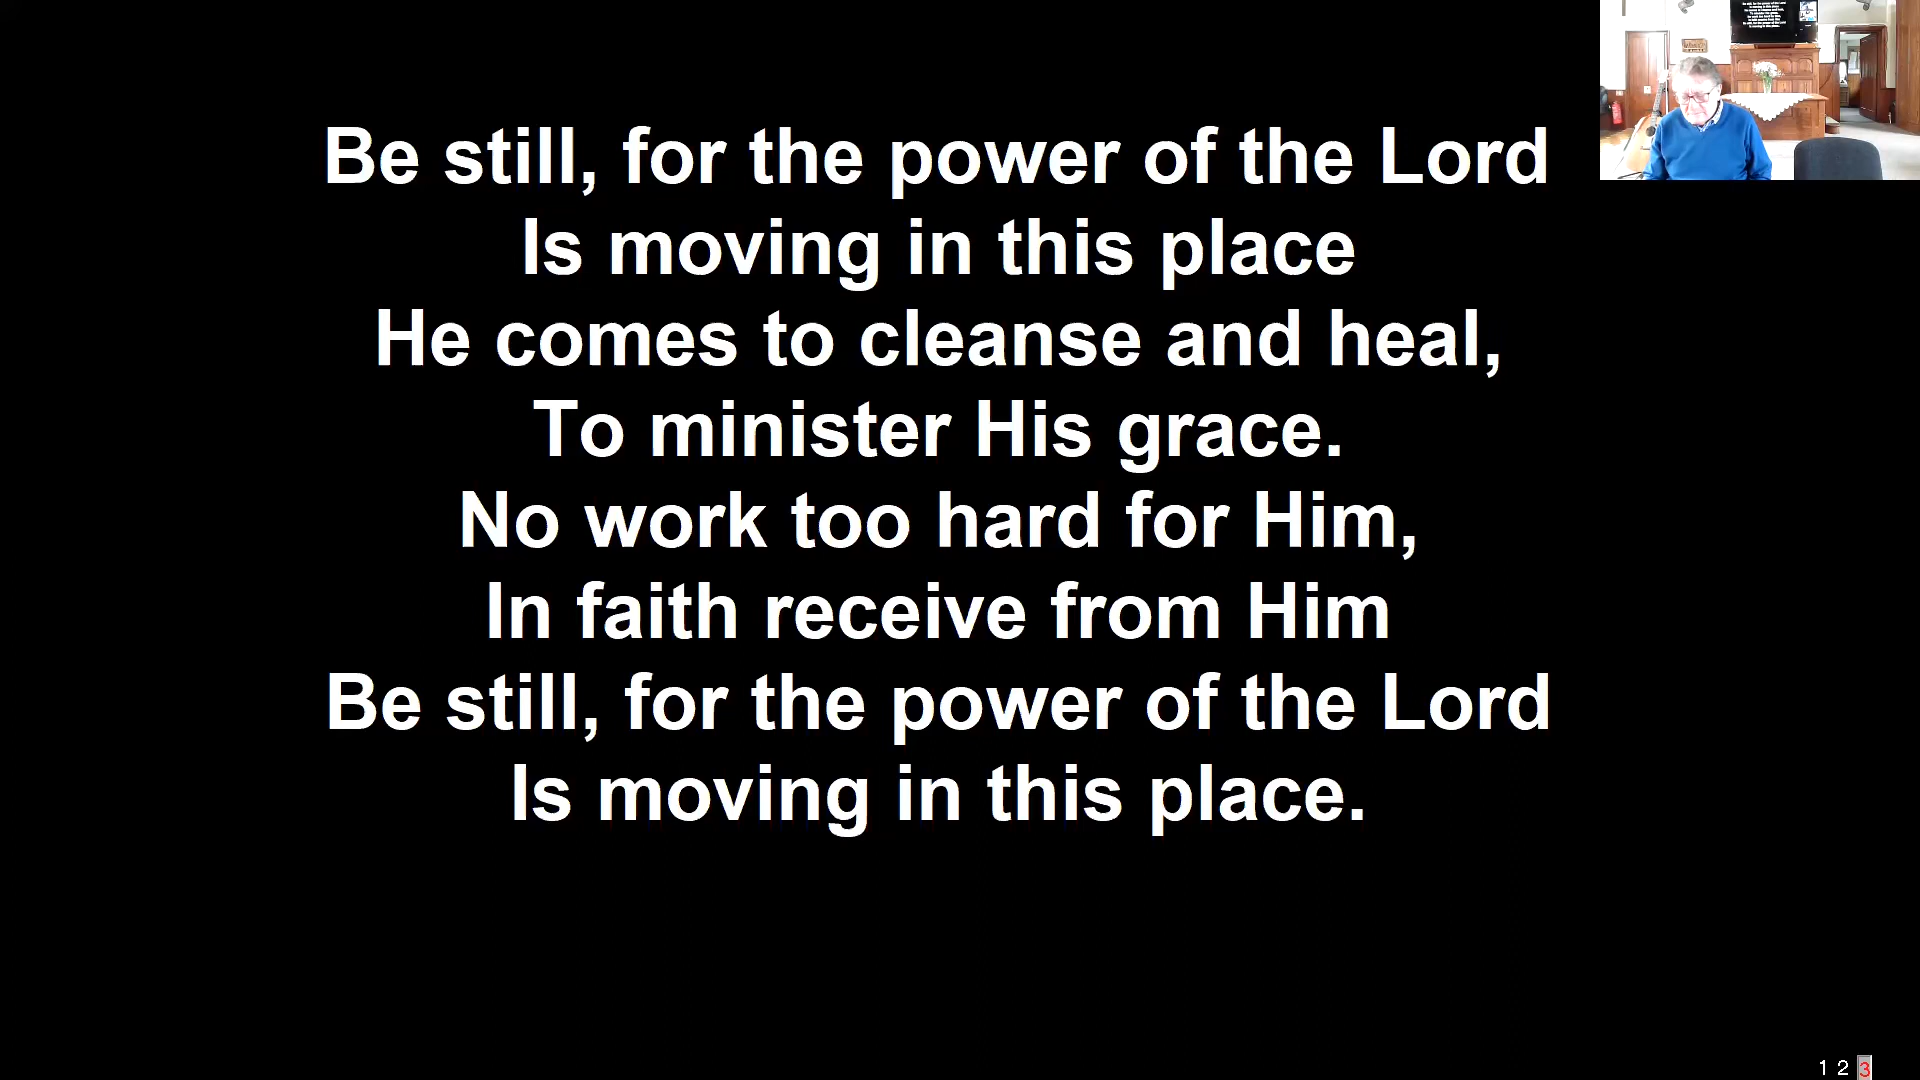 Be still, for the power of the Lord
Is moving in this place
He comes to cleanse and heal,
To minister His grace.
No work too hard for Him,
In faith receive from Him
Be still, for the power of the Lord
Is moving in this place.
1 2 3